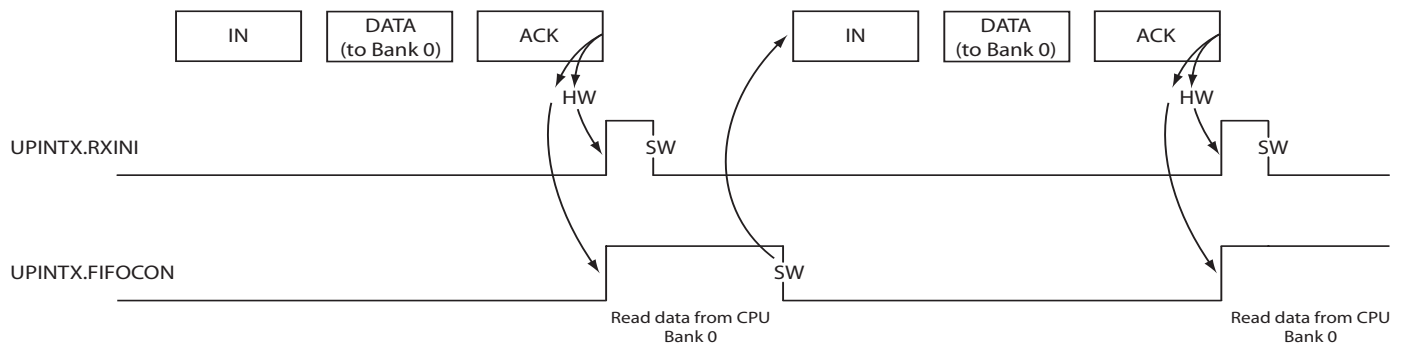 IN
DATA
(to Bank 0)
ACK
IN
DATA
(to Bank 0)
ACK
HW
HW
UPINTX.RXINI
SW
SW
UPINTX.FIFOCON
SW
Read data from CPU
Bank 0
Read data from CPU
Bank 0